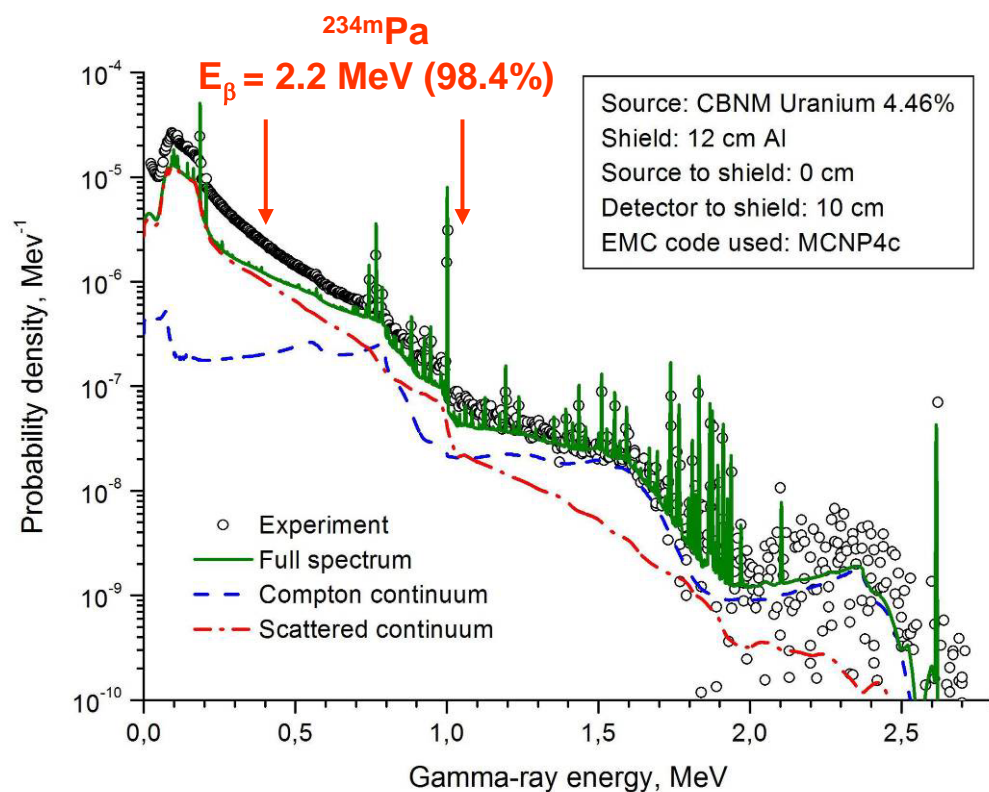 ²³⁴ᵐPa
Eᵦ = 2.2 MeV (98.4%)
Source: CBNM Uranium 4.46%
Shield: 12 cm Al
Source to shield: 0 cm
Detector to shield: 10 cm
EMC code used: MCNP4c
Probability density, Mev⁻¹
10⁻⁴
10⁻⁵
10⁻⁶
10⁻⁷
10⁻⁸
10⁻⁹
10⁻¹⁰
Experiment
Full spectrum
Compton continuum
Scattered continuum
0,0 0,5 1,0 1,5 2,0 2,5
Gamma-ray energy, MeV